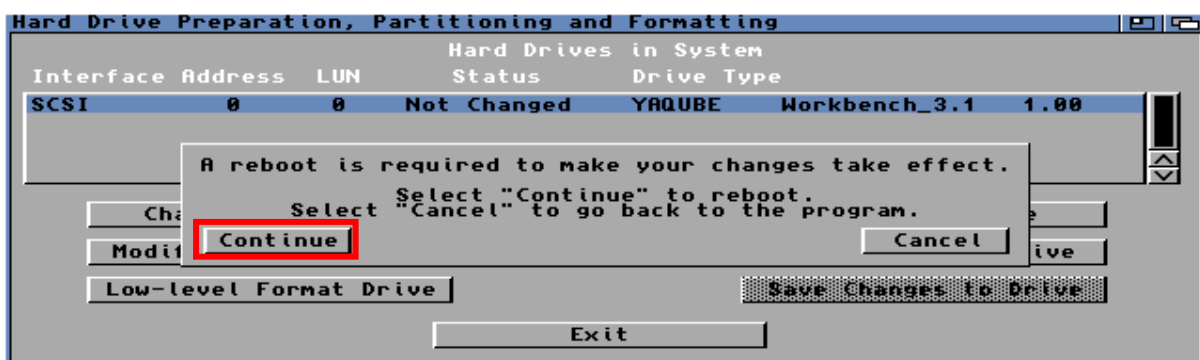 Hard Drive Preparation, Partitioning and Formatting
Hard Drives in System
Interface Address LUN Status Drive Type
SCSI 0 0 Not Changed YAQUBE Workbench_3.1 1.00
A reboot is required to make your changes take effect.
Select "Continue" to reboot.
Select "Cancel" to go back to the program.
Continue Cancel
Low-level Format Drive Save Changes to Drive
Exit